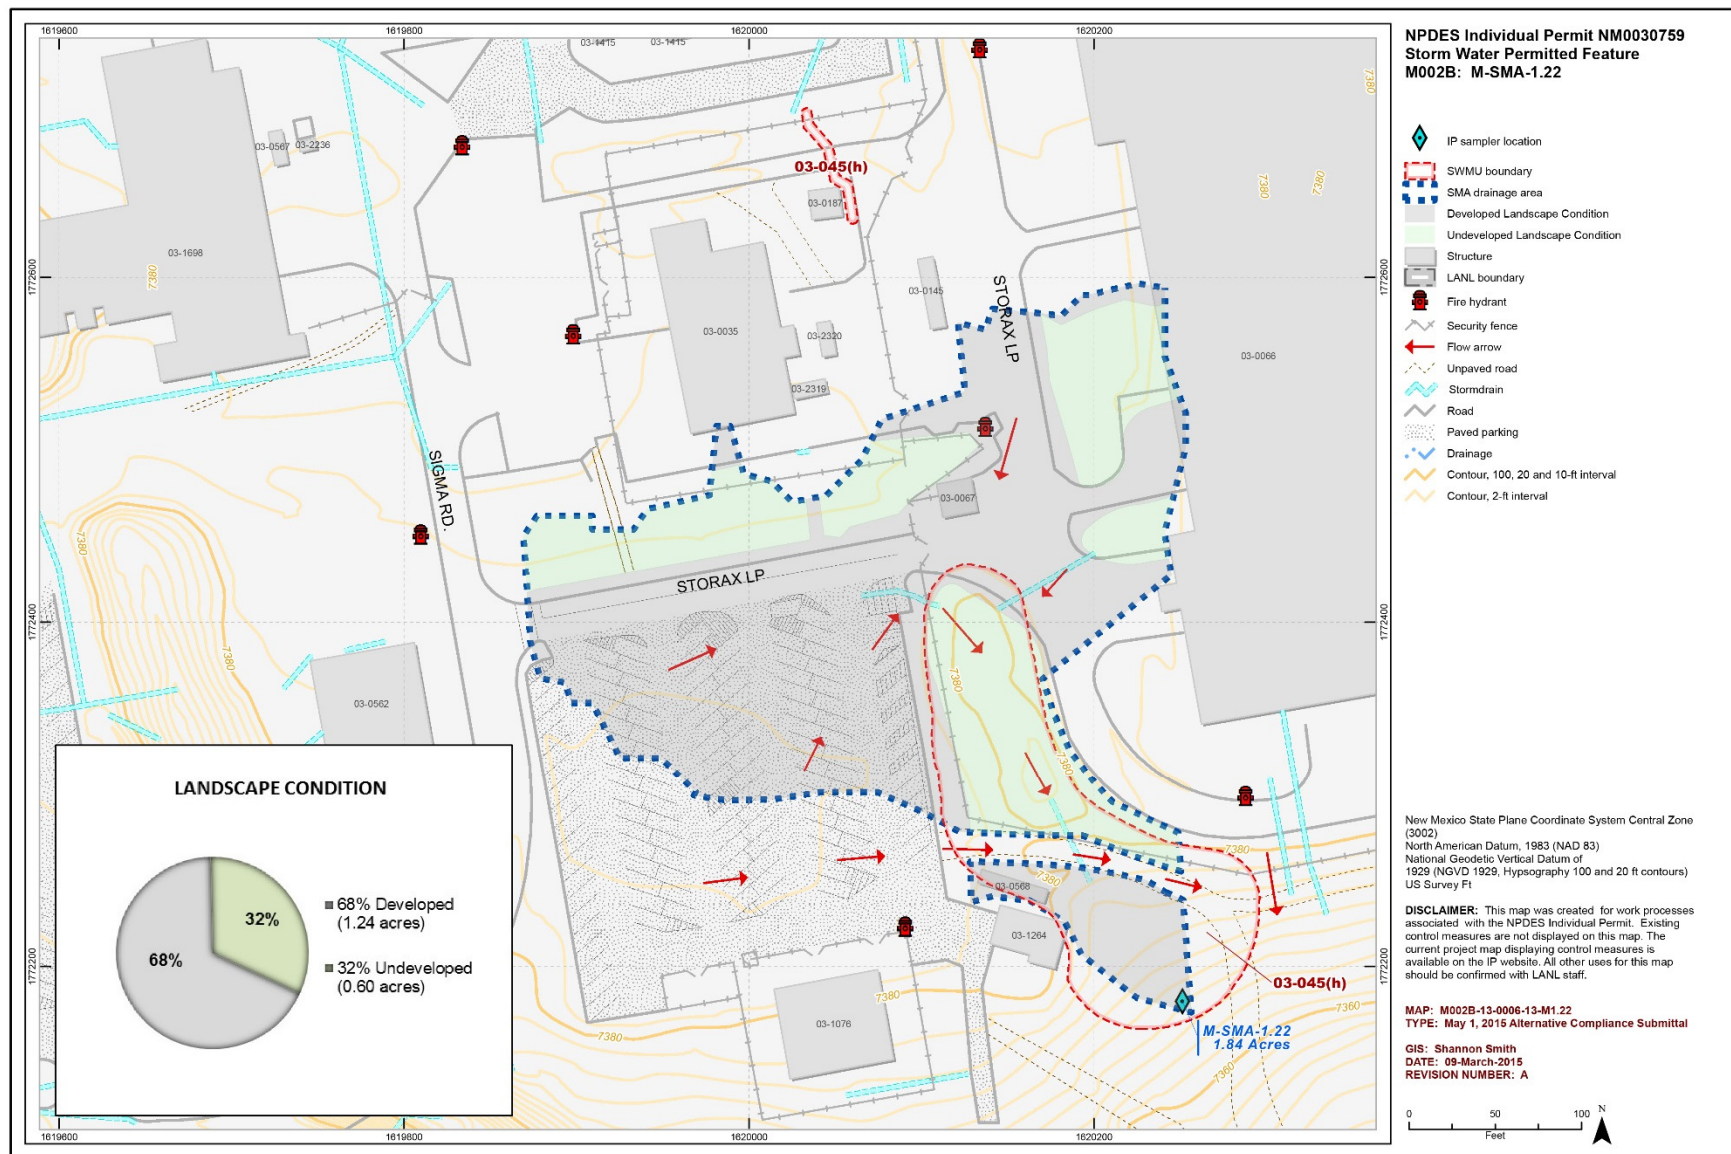 1619600
1619800
1620000
1620200
NPDES Individual Permit NM0030759
Storm Water Permitted Feature
M002B: M-SMA-1.22
IP sampler location
SWMU boundary
SMA drainage area
Developed Landscape Condition
Undeveloped Landscape Condition
Structure
LANL boundary
Fire hydrant
Security fence
Flow arrow
Unpaved road
Stormdrain
Road
Paved parking
Drainage
Contour, 100, 20 and 10-ft interval
Contour, 2-ft interval
03-1415
03-1415
7380
03-0567
03-2236
03-045(h)
03-0187
7380
7380
03-1698
7380
1772600
1772600
03-0145
STORAX LP
03-0035
03-2320
03-0066
03-2319
SIGMA RD.
03-0067
7380
STORAX LP
1772400
1772400
7380
7380
03-0562
7380
7380
7380
03-0568
03-1264
03-045(h)
1772200
1772200
7380
7360
03-1076
7380
M-SMA-1.22
1.84 Acres
7360
LANDSCAPE CONDITION
32%
68%
68% Developed
(1.24 acres)
32% Undeveloped
(0.60 acres)
New Mexico State Plane Coordinate System Central Zone
(3002)
North American Datum, 1983 (NAD 83)
National Geodetic Vertical Datum of
1929 (NGVD 1929, Hypsography 100 and 20 ft contours)
US Survey Ft
DISCLAIMER: This map was created for work processes
associated with the NPDES Individual Permit. Existing
control measures are not displayed on this map. The
current project map displaying control measures is
available on the IP website. All other uses for this map
should be confirmed with LANL staff.
MAP: M002B-13-0006-13-M1.22
TYPE: May 1, 2015 Alternative Compliance Submittal
GIS: Shannon Smith
DATE: 09-March-2015
REVISION NUMBER: A
0 50 100
Feet
N
1619600
1619800
1620000
1620200